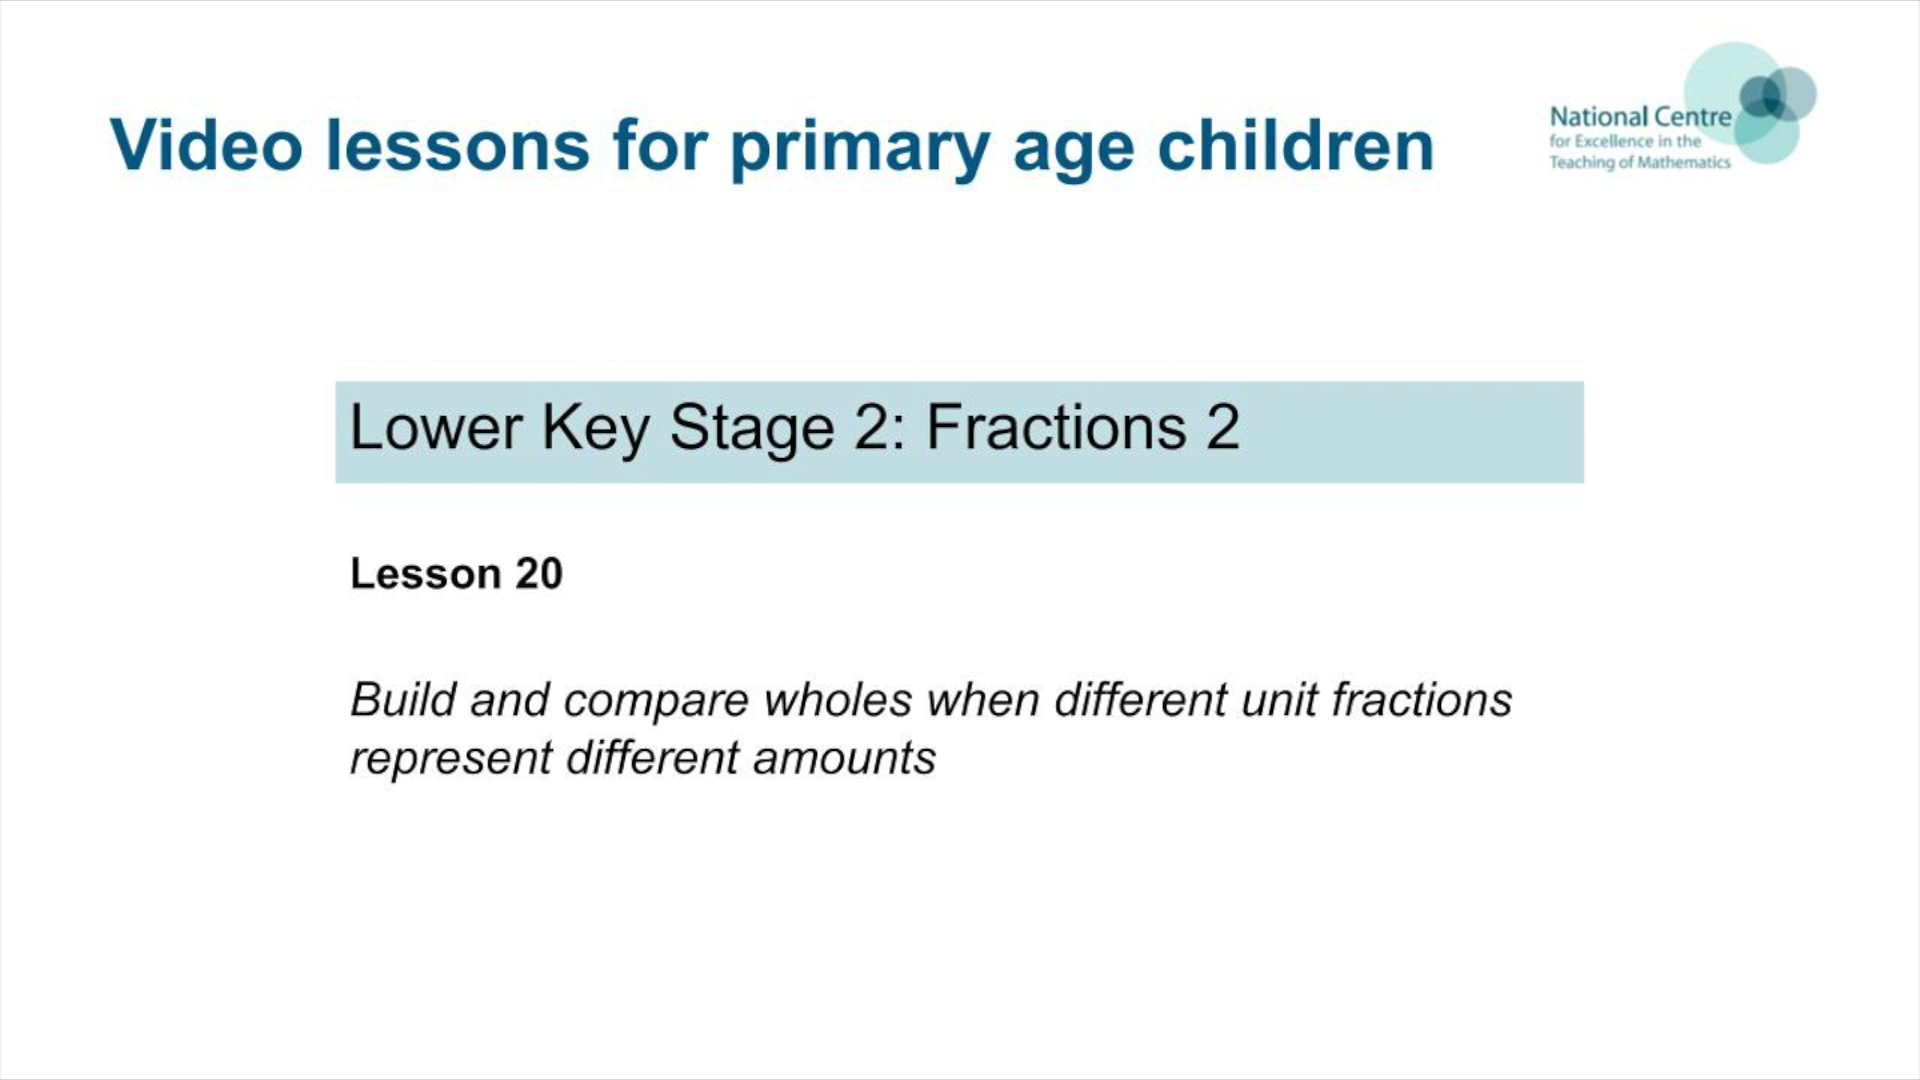 Video lessons for primary age children
National Centre
for Excellence in the
Teaching of Mathematics
Lower Key Stage 2: Fractions 2
Lesson 20
Build and compare wholes when different unit fractions
represent different amounts